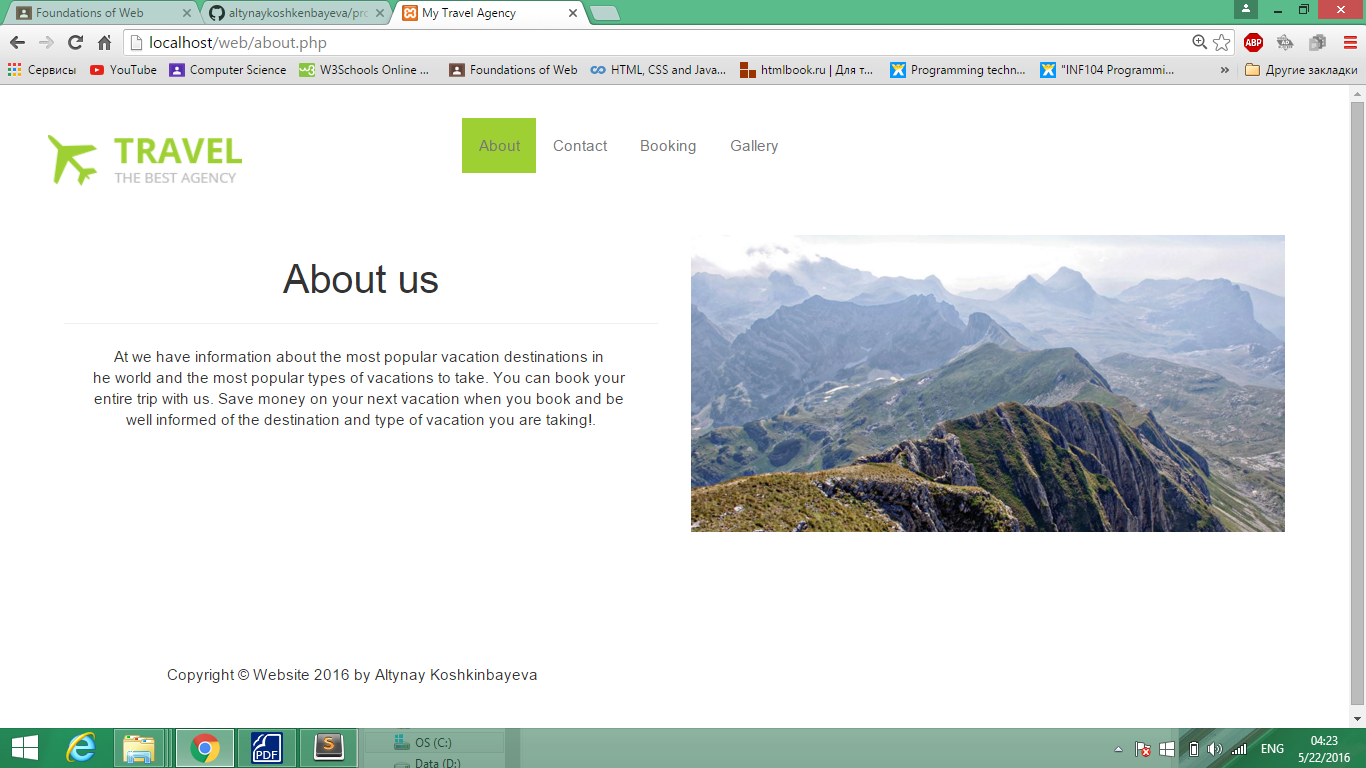 Foundations of Web
altynaykoshkenbayeva/pro
My Travel Agency
localhost/web/about.php
ABP
Сервисы
YouTube
Computer Science
W3Schools Online ...
Foundations of Web
HTML, CSS and Java...
htmlbook.ru | Для т...
Programming techn...
"INF104 Programmi...
»
Другие закладки
TRAVEL
THE BEST AGENCY
About
Contact
Booking
Gallery
About us
At we have information about the most popular vacation destinations in
he world and the most popular types of vacations to take. You can book your
entire trip with us. Save money on your next vacation when you book and be
well informed of the destination and type of vacation you are taking!.
Copyright © Website 2016 by Altynay Koshkinbayeva
PDF
OS (C:)
Data (D:)
ENG
04:23
5/22/2016